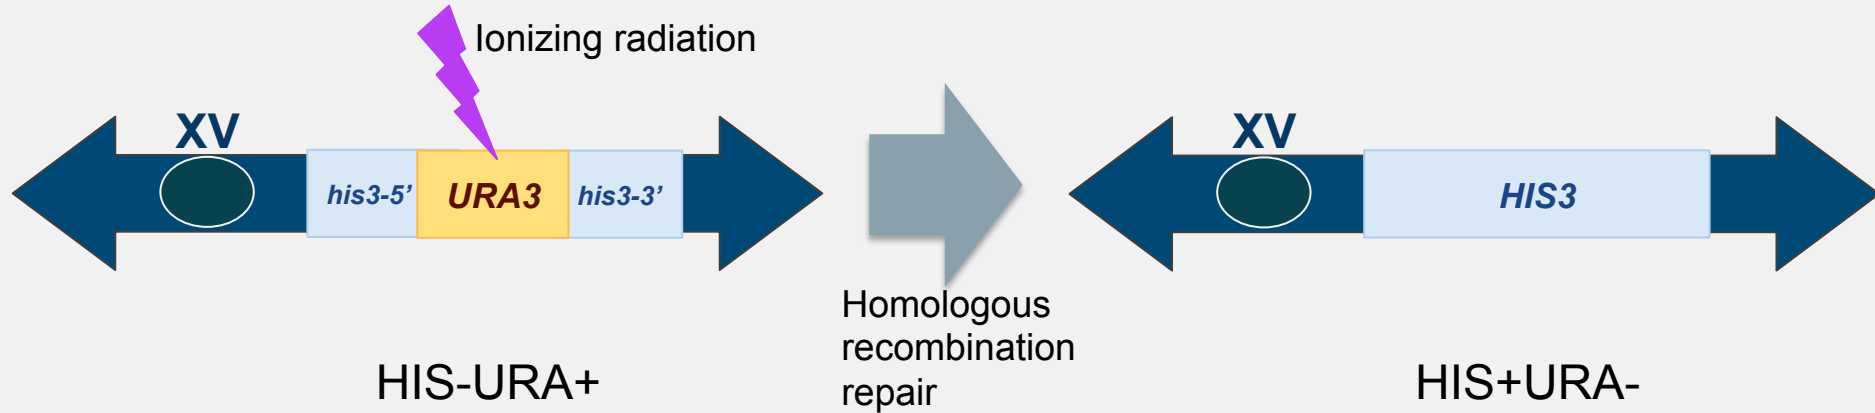 Ionizing radiation
XV
his3-5’
URA3
his3-3’
HIS-URA+
Homologous
recombination
repair
XV
HIS3
HIS+URA-